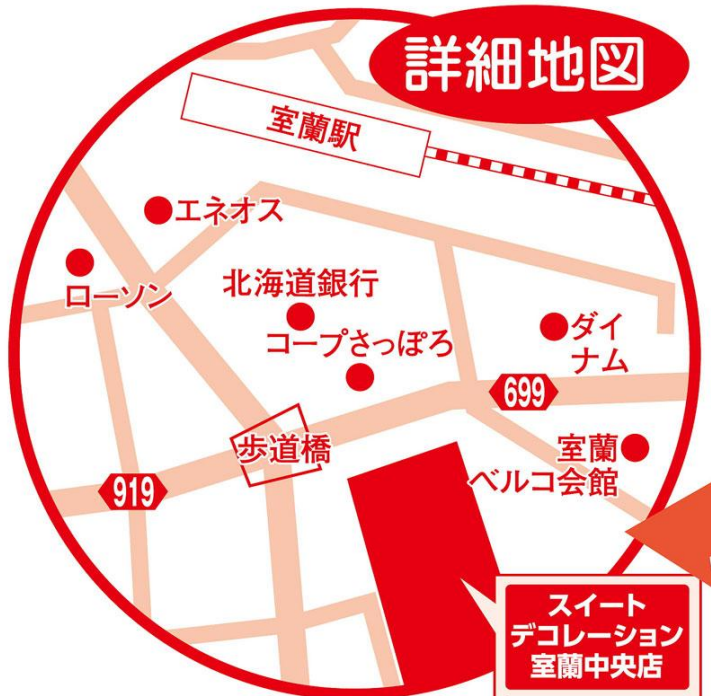 詳細地図
室蘭駅
エネオス
ローソン
北海道銀行
コープさっぽろ
ダイ
ナム
699
歩道橋
室蘭
ベルコ会館
919
スイート
デコレーション
室蘭中央店